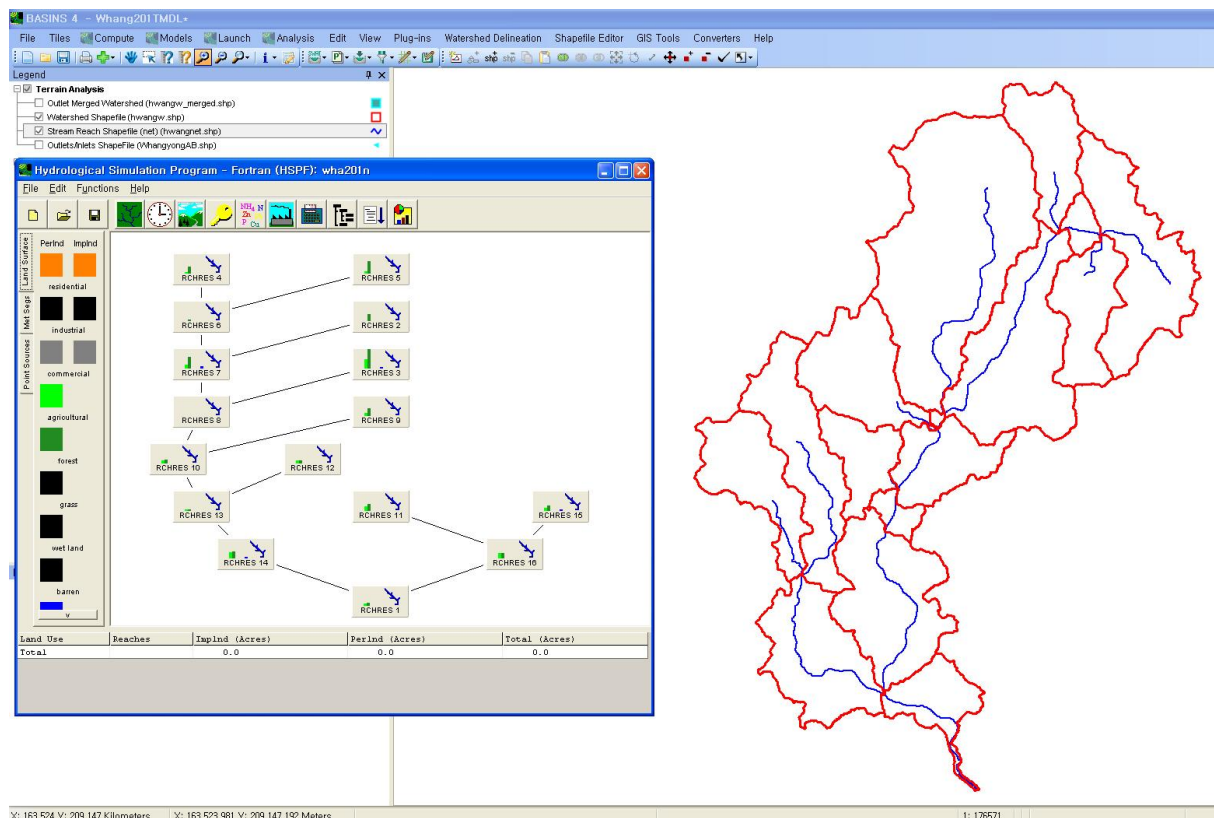 BASINS 4 - Whang201TMDL*
File Tiles Compute Models Launch Analysis Edit View Plug-ins Watershed Delineation Shapefile Editor GIS Tools Converters Help
Legend
Terrain Analysis
Outlet Merged Watershed (hwangw_merged.shp)
Watershed Shapefile (hwangw.shp)
Stream Reach Shapefile (net) (hwangnet.shp)
Outlets/Inlets ShapeFile (WhangyongAB.shp)
Hydrological Simulation Program - Fortran (HSPF): wha201n
File Edit Functions Help
Land Surface
Met Segs
Point Sources
PerInd ImpInd
residential
industrial
commercial
agricultural
forest
grass
wet land
barren
RCHRES 4
RCHRES 5
RCHRES 6
RCHRES 2
RCHRES 7
RCHRES 3
RCHRES 8
RCHRES 9
RCHRES 10
RCHRES 12
RCHRES 13
RCHRES 11
RCHRES 15
RCHRES 14
RCHRES 16
RCHRES 1
Land Use Reaches ImpInd (Acres) PerInd (Acres) Total (Acres)
Total 0.0 0.0 0.0
X: 163.524 Y: 209.147 Kilometers X: 163,523.981 Y: 209,147.192 Meters 1: 176571